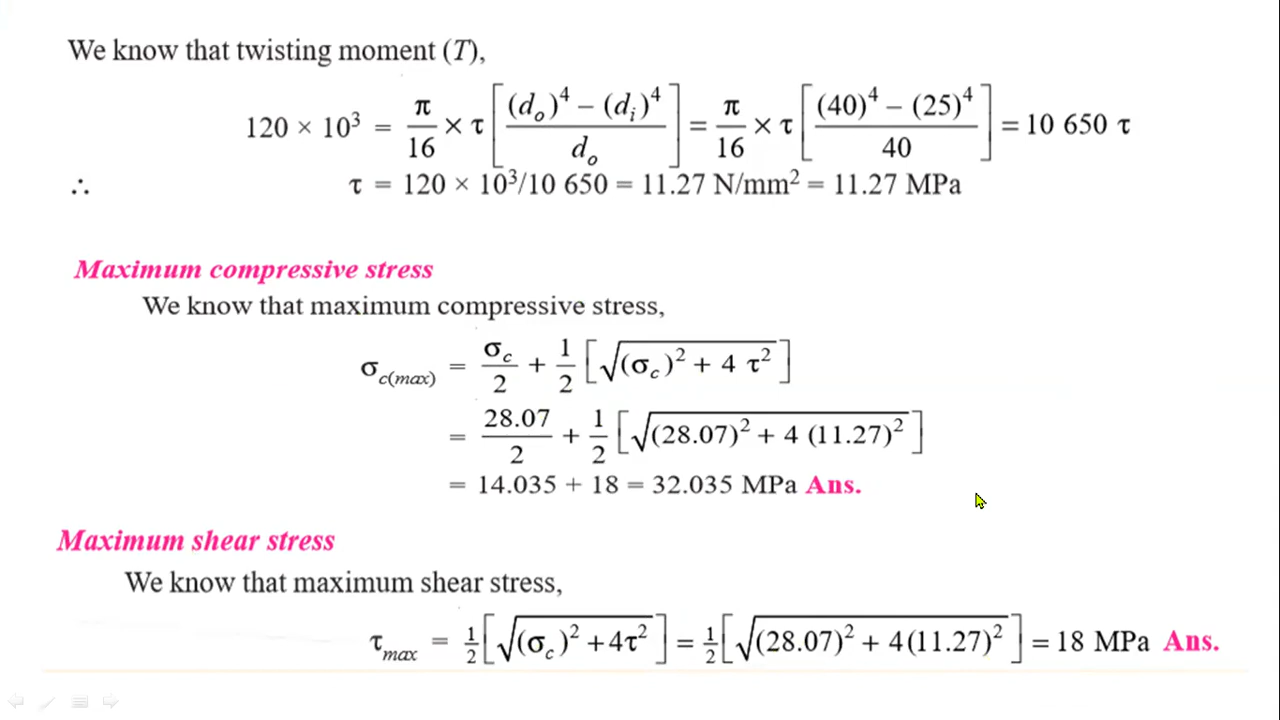 We know that twisting moment (T),
120 × 10³ = π/16 × τ [((dₒ)⁴ – (dᵢ)⁴)/dₒ] = π/16 × τ [((40)⁴ – (25)⁴)/40] = 10 650 τ
∴ τ = 120 × 10³/10 650 = 11.27 N/mm² = 11.27 MPa
Maximum compressive stress
We know that maximum compressive stress,
σ_c(max) = σ_c/2 + 1/2 [√((σ_c)² + 4 τ²)]
= 28.07/2 + 1/2 [√((28.07)² + 4 (11.27)²)]
= 14.035 + 18 = 32.035 MPa Ans.
Maximum shear stress
We know that maximum shear stress,
τ_max = 1/2 [√((σ_c)² + 4τ²)] = 1/2 [√((28.07)² + 4(11.27)²)] = 18 MPa Ans.